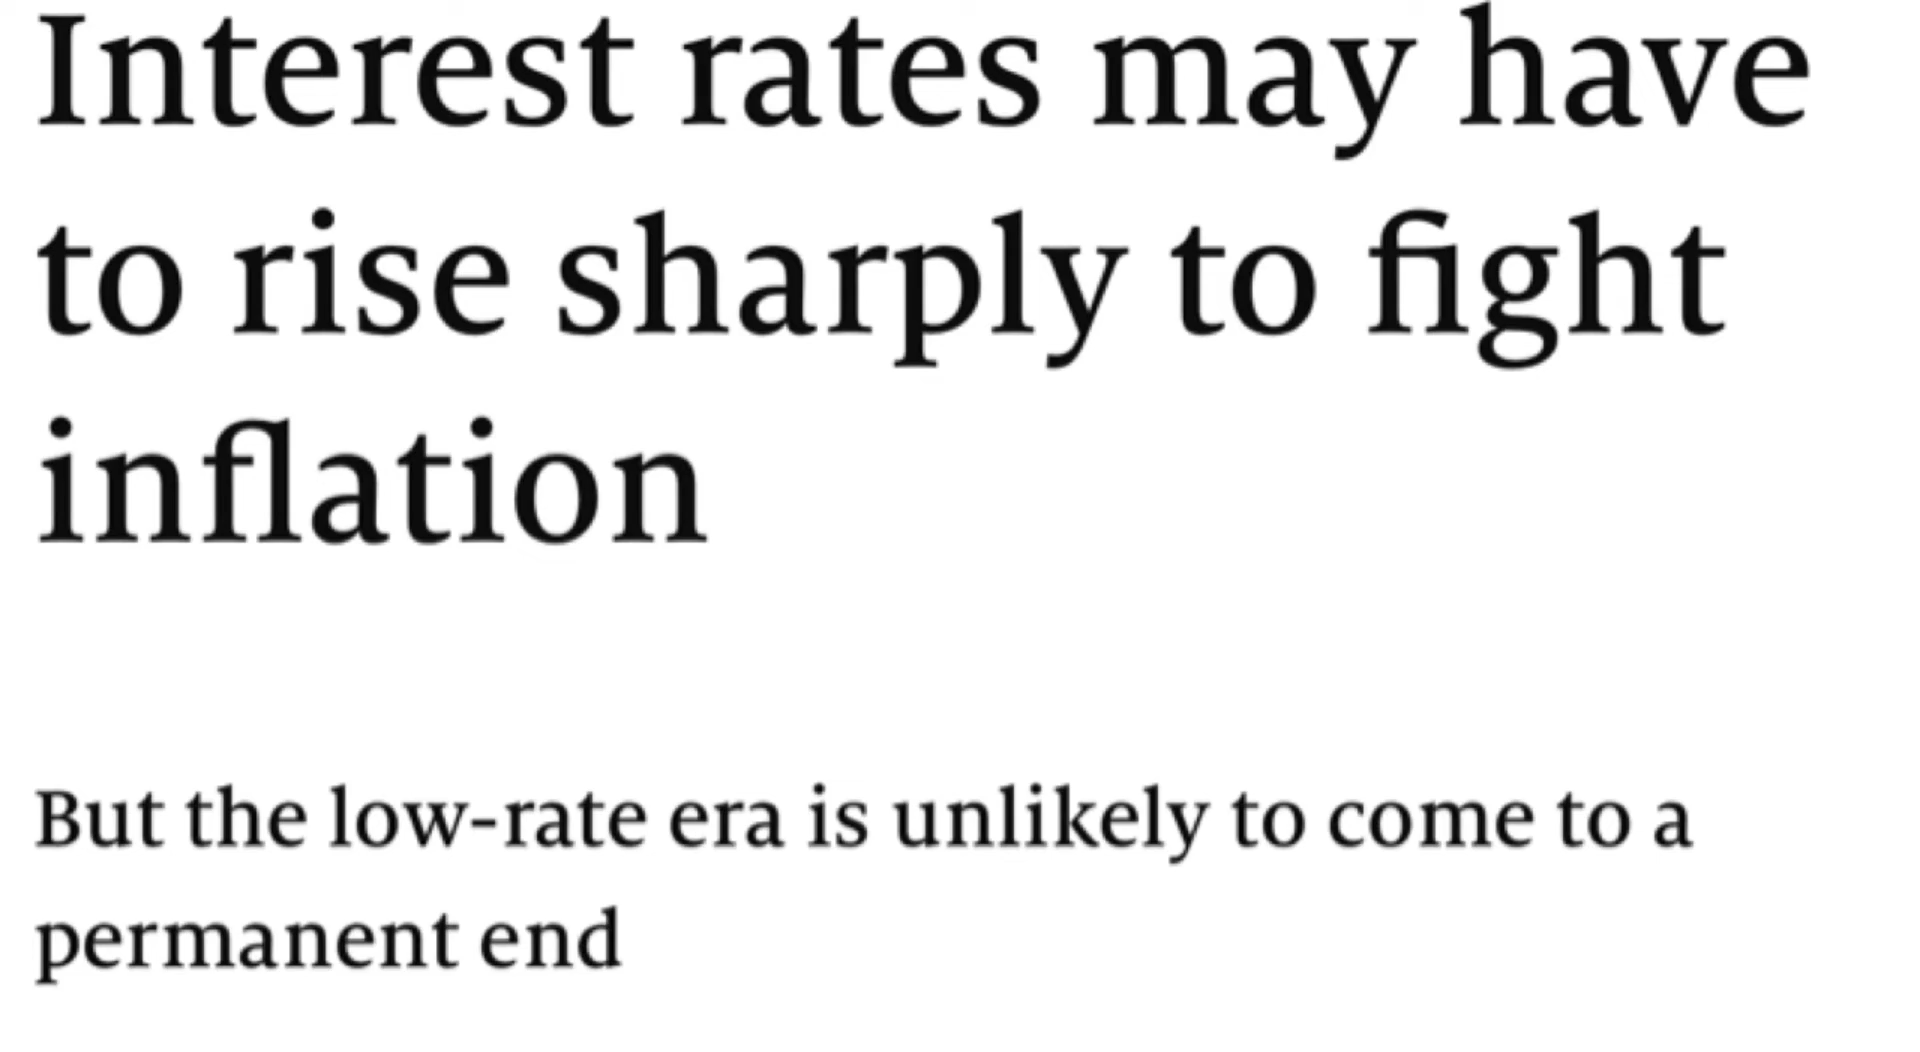 Interest rates may have
to rise sharply to fight
inflation
But the low-rate era is unlikely to come to a
permanent end